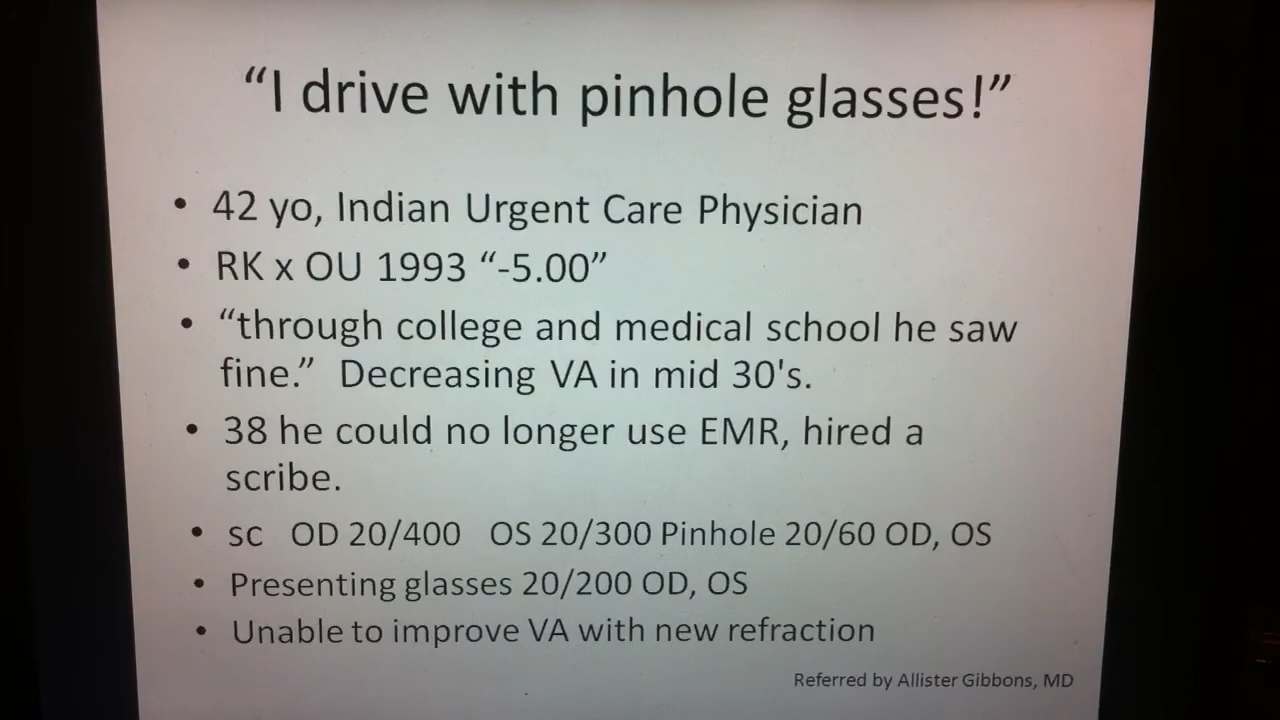 “I drive with pinhole glasses!”
• 42 yo, Indian Urgent Care Physician
• RK x OU 1993 “-5.00”
• “through college and medical school he saw
fine.”  Decreasing VA in mid 30's.
• 38 he could no longer use EMR, hired a
scribe.
• sc   OD 20/400   OS 20/300 Pinhole 20/60 OD, OS
• Presenting glasses 20/200 OD, OS
• Unable to improve VA with new refraction
Referred by Allister Gibbons, MD